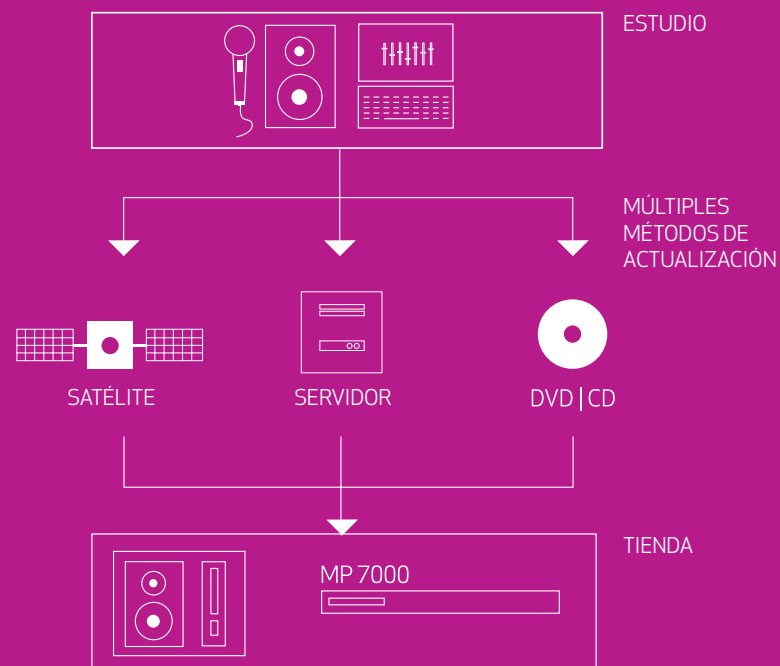 ESTUDIO
MÚLTIPLES
MÉTODOS DE
ACTUALIZACIÓN
SATÉLITE
SERVIDOR
DVD | CD
TIENDA
MP 7000